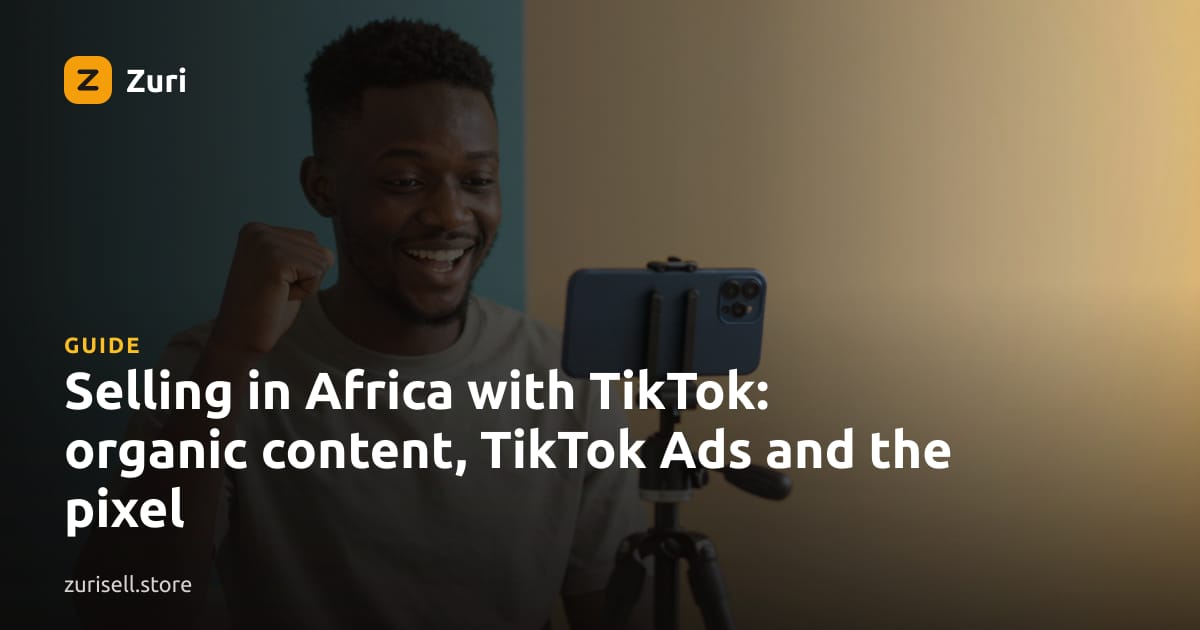 Z Zuri
GUIDE
Selling in Africa with TikTok:
organic content, TikTok Ads and the
pixel
zurisell.store